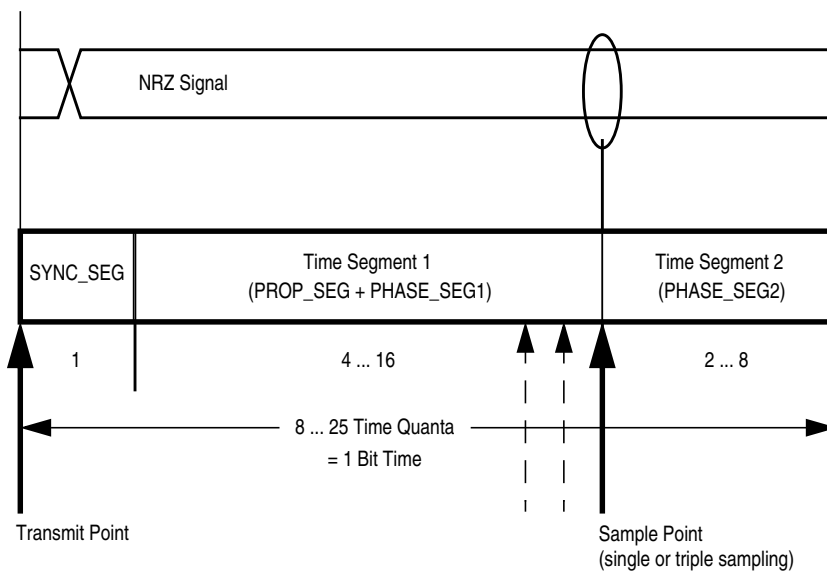 NRZ Signal
SYNC_SEG
Time Segment 1
(PROP_SEG + PHASE_SEG1)
Time Segment 2
(PHASE_SEG2)
1
4 ... 16
2 ... 8
8 ... 25 Time Quanta
= 1 Bit Time
Transmit Point
Sample Point
(single or triple sampling)